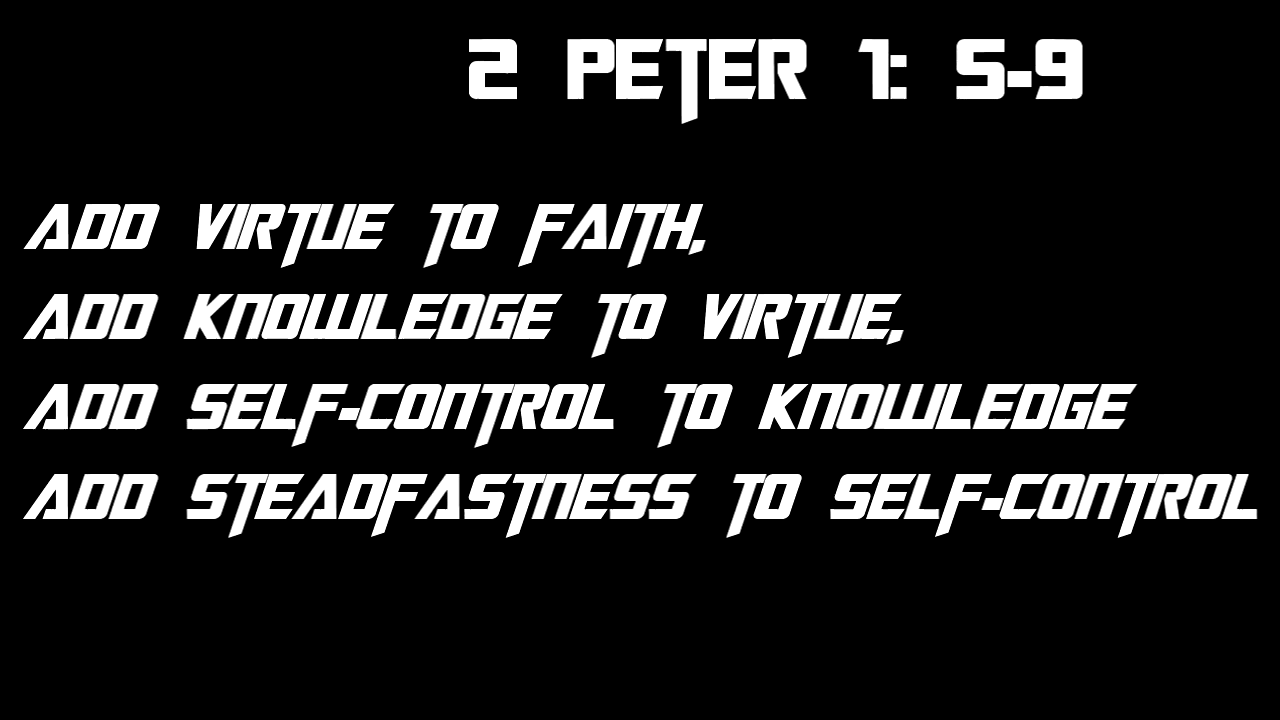 2 PETER 1: 5-9
ADD VIRTUE TO FAITH,
ADD KNOWLEDGE TO VIRTUE,
ADD SELF-CONTROL TO KNOWLEDGE
ADD STEADFASTNESS TO SELF-CONTROL